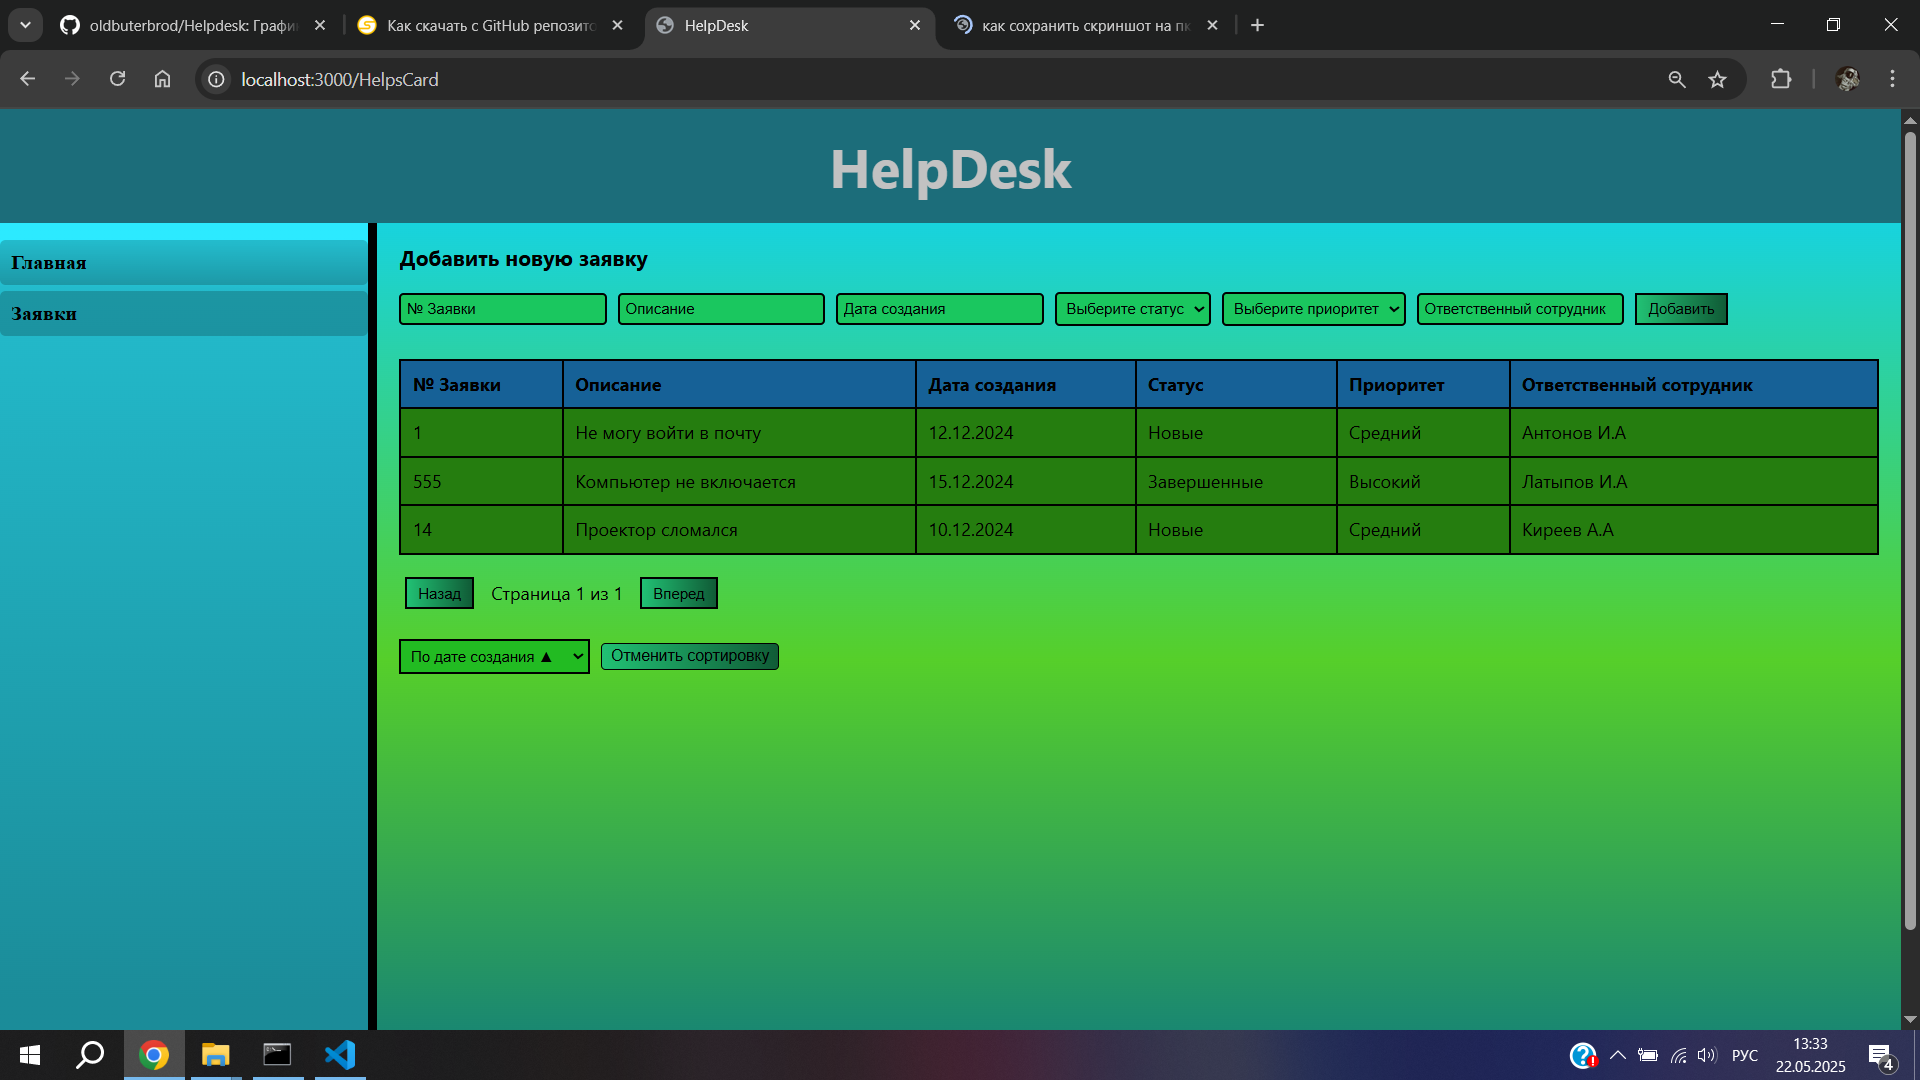 oldbuterbrod/Helpdesk: Графи
Как скачать с GitHub репозито
HelpDesk
как сохранить скриншот на пк
localhost:3000/HelpsCard
HelpDesk
Главная
Заявки
Добавить новую заявку
№ Заявки Описание Дата создания Выберите статус Выберите приоритет Ответственный сотрудник Добавить
№ Заявки Описание Дата создания Статус Приоритет Ответственный сотрудник
1 Не могу войти в почту 12.12.2024 Новые Средний Антонов И.А
555 Компьютер не включается 15.12.2024 Завершенные Высокий Латыпов И.А
14 Проектор сломался 10.12.2024 Новые Средний Киреев А.А
Назад Страница 1 из 1 Вперед
По дате создания ▲ Отменить сортировку
РУС
13:33
22.05.2025
4